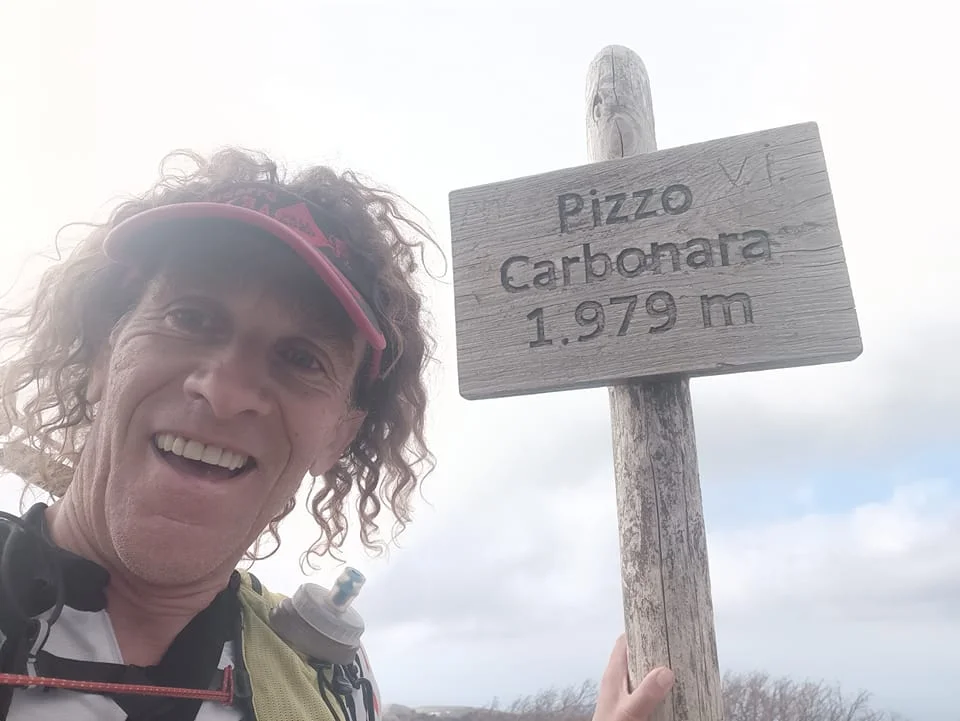 V.I.
Pizzo
Carbonara
1.979 m